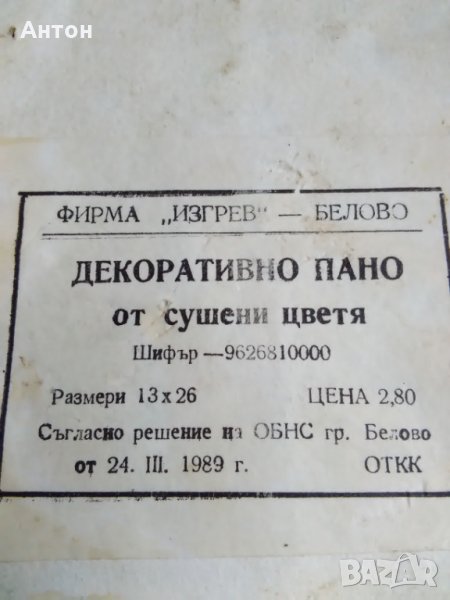 Антон
ФИРМА „ИЗГРЕВ" — БЕЛОВО
ДЕКОРАТИВНО ПАНО
от сушени цветя
Шифър —9626810000
Размери 13 x 26 ЦЕНА 2,80
Съгласно решение на ОБНС гр. Белово
от 24. III. 1989 г. ОТКК
BAZAR